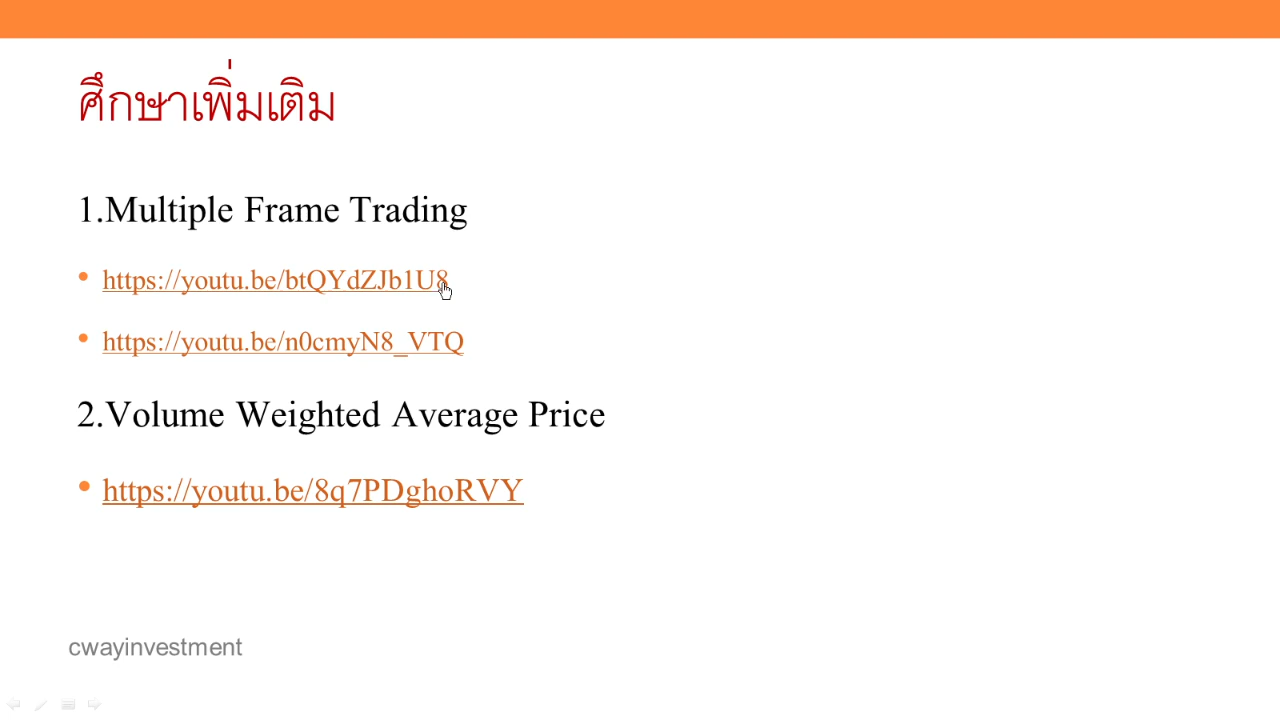 ศึกษาเพิ่มเติม
1.Multiple Frame Trading
https://youtu.be/btQYdZJb1U8
https://youtu.be/n0cmyN8_VTQ
2.Volume Weighted Average Price
https://youtu.be/8q7PDghoRVY
cwayinvestment